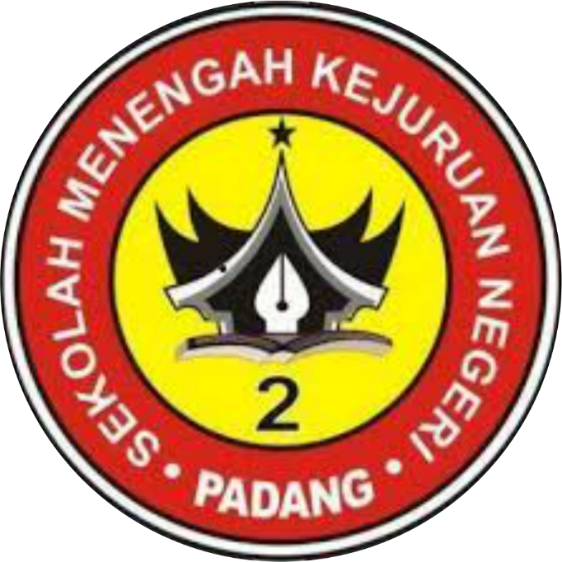 SEKOLAH MENENGAH KEJURUAN NEGERI
2
• PADANG •